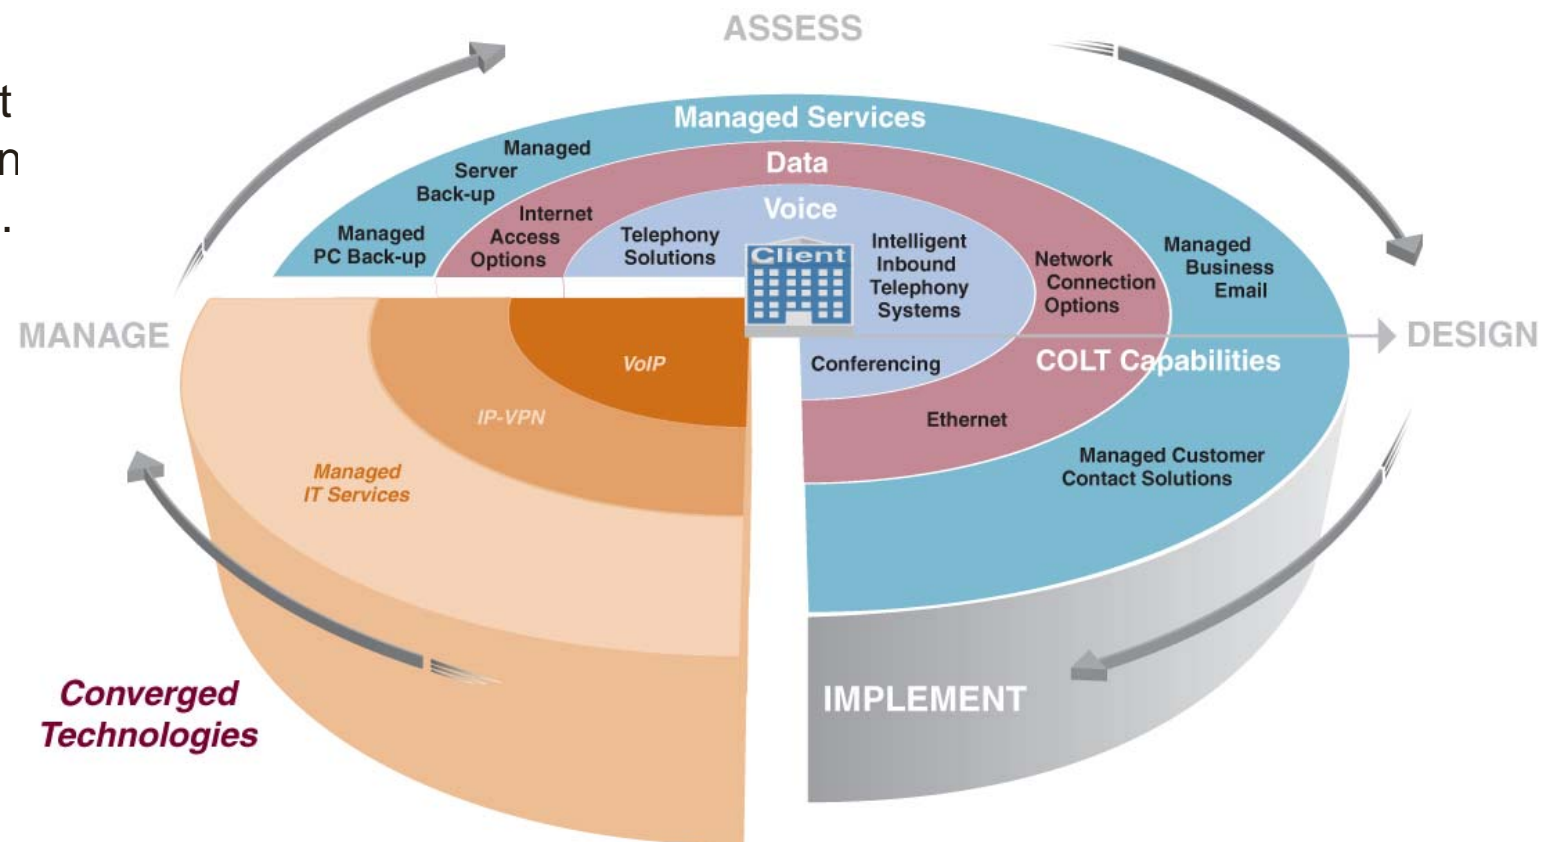 ASSESS
t
n
.
Managed Services
Managed
Server
Back-up
Data
Managed
PC Back-up
Internet
Access
Options
Voice
Telephony
Solutions
Client
Intelligent
Inbound
Telephony
Systems
Network
Connection
Options
Managed
Business
Email
MANAGE
DESIGN
VoIP
Conferencing
COLT Capabilities
IP-VPN
Ethernet
Managed
IT Services
Managed Customer
Contact Solutions
Converged
Technologies
IMPLEMENT